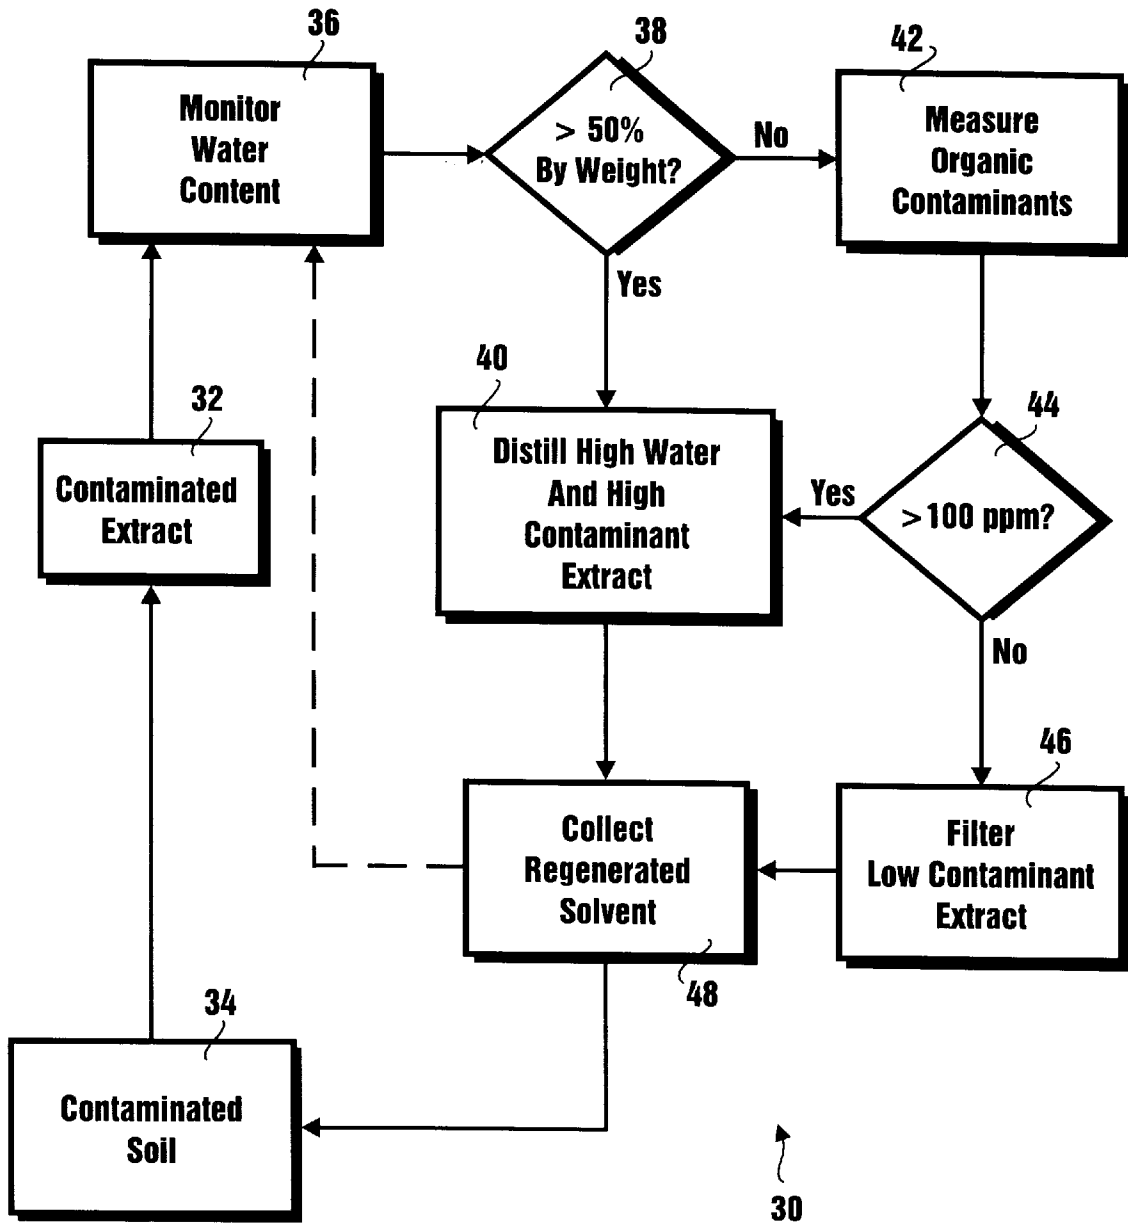 36
Monitor
Water
Content
38
> 50%
By Weight?
No
Yes
42
Measure
Organic
Contaminants
32
Contaminated
Extract
40
Distill High Water
And High
Contaminant
Extract
44
>100 ppm?
Yes
No
46
Filter
Low Contaminant
Extract
Collect
Regenerated
Solvent
48
34
Contaminated
Soil
30